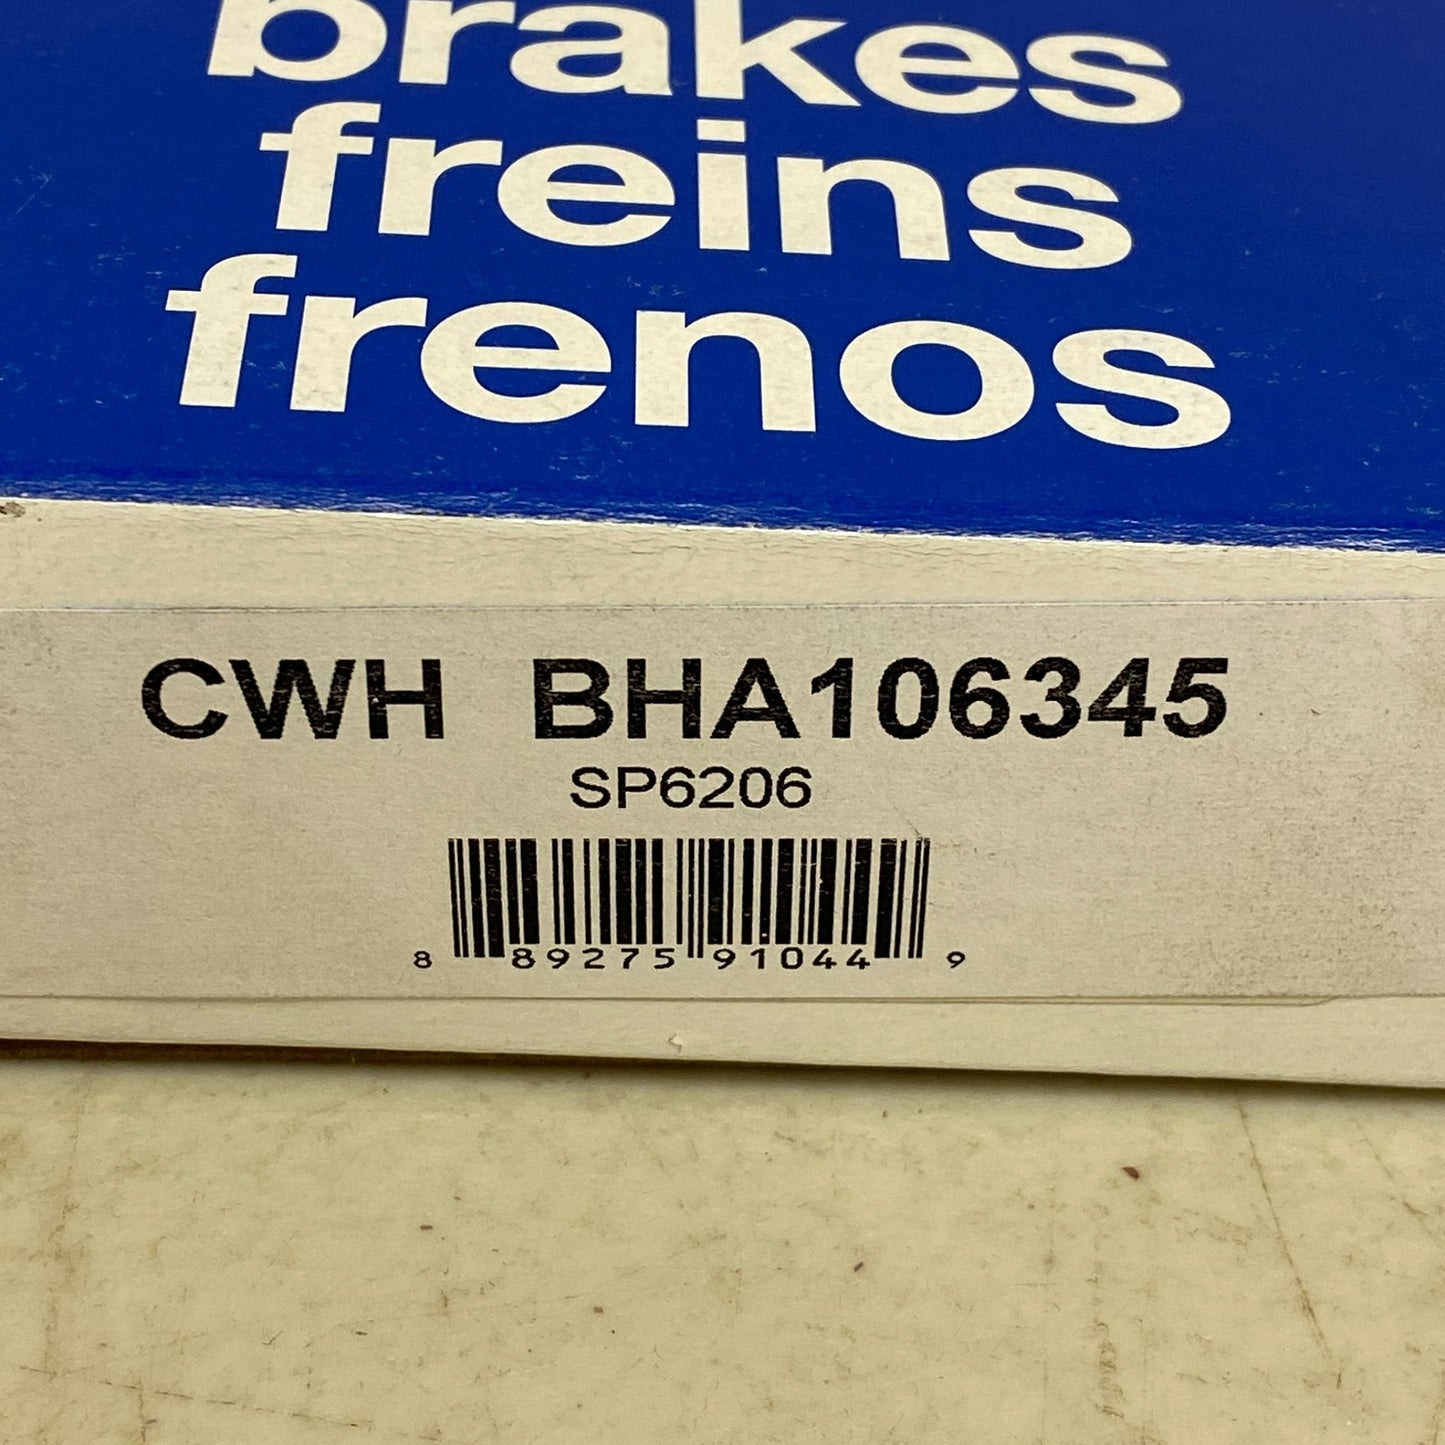 brakes
freins
frenos
CWH BHA106345
SP6206
8 89275 91044 9